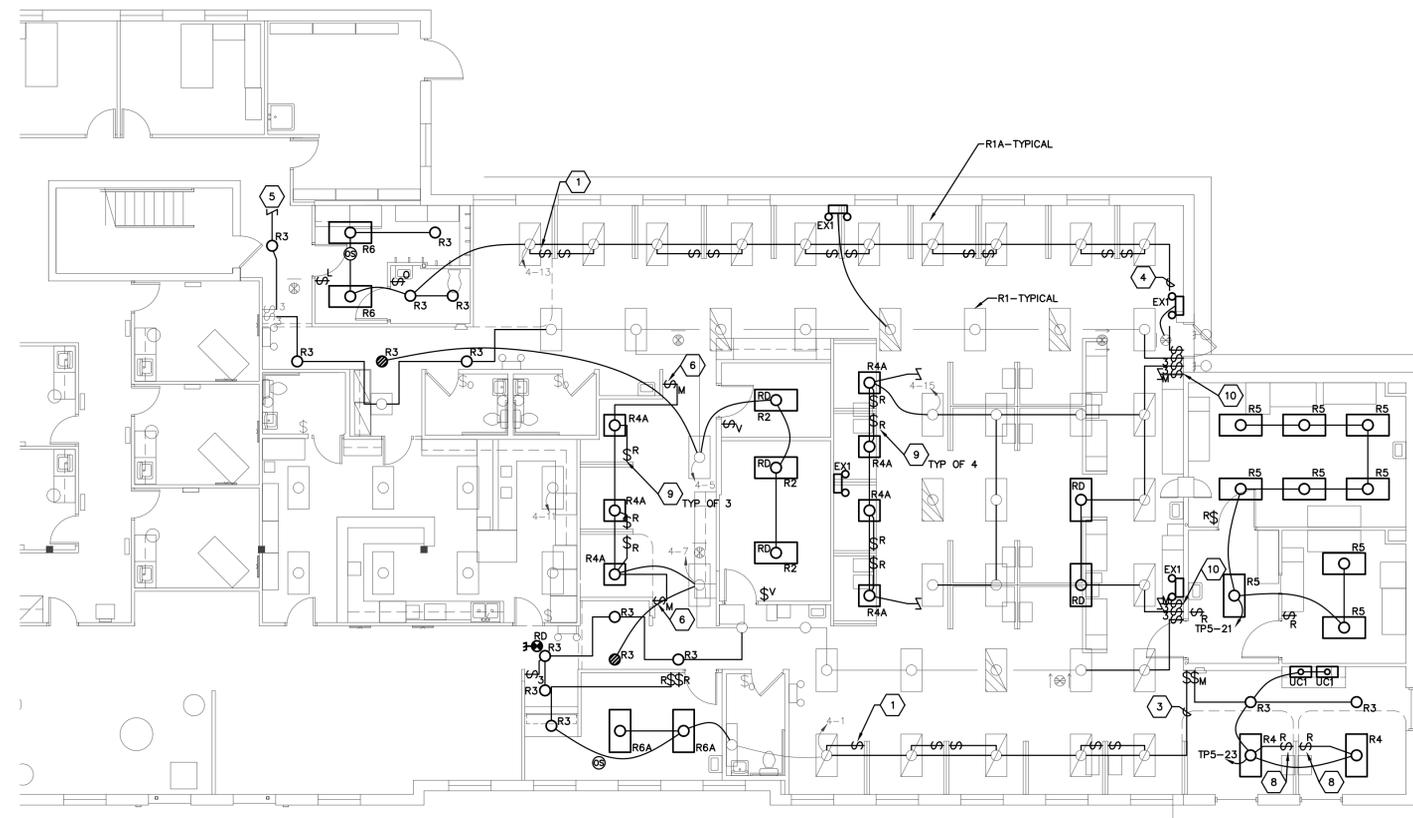 R1A-TYPICAL
1
5
R3
R6
R3
EX1
OS
L
4-13
4
R6
R3
R3
EX1
R1-TYPICAL
R3
R3
R3
3
M
6
M
R4A
4-15
10
RD
R2
R
R
V
R4A
R4A
9
TYP OF 4
R5
R5
R5
R
9
TYP OF 3
4-5
RD
R2
EX1
R4A
R5
R5
R5
R4A
R
4-11
RD
R
R
4-7
RD
R2
R
R
R4A
V
R4A
RD
EX1
10
R5
R5
R5
TP5-21
R
R
M
6
R3
RD
R3
3
R3
R3
R3
R
R
R3
R6A
R6A
OS
4-1
1
M
3
UC1
UC1
R3
R3
TP5-23
R4
R
R
R4
8
8